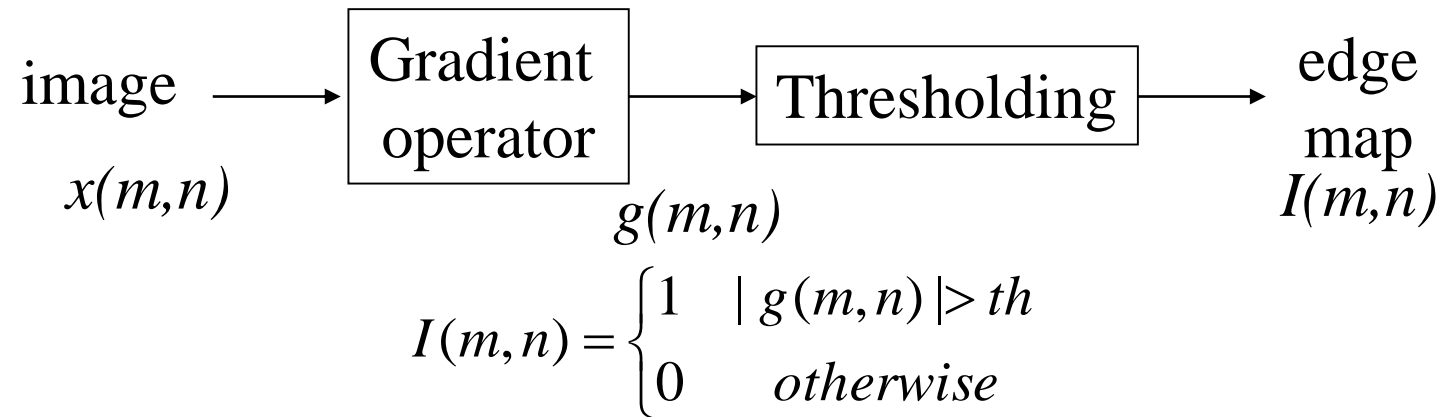 image
x(m,n)
Gradient
operator
g(m,n)
Thresholding
edge
map
I(m,n)
I(m,n) = { 1 | g(m,n) |> th
0 otherwise